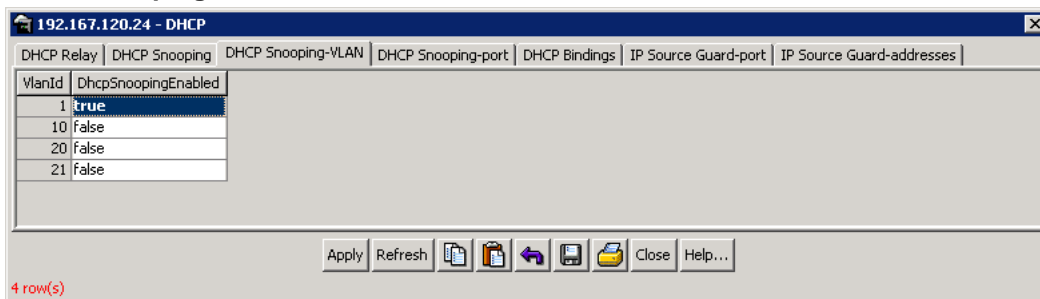 192.167.120.24 - DHCP
DHCP Relay DHCP Snooping DHCP Snooping-VLAN DHCP Snooping-port DHCP Bindings IP Source Guard-port IP Source Guard-addresses
VlanId DhcpSnoopingEnabled
1 true
10 false
20 false
21 false
Apply Refresh Close Help...
4 row(s)